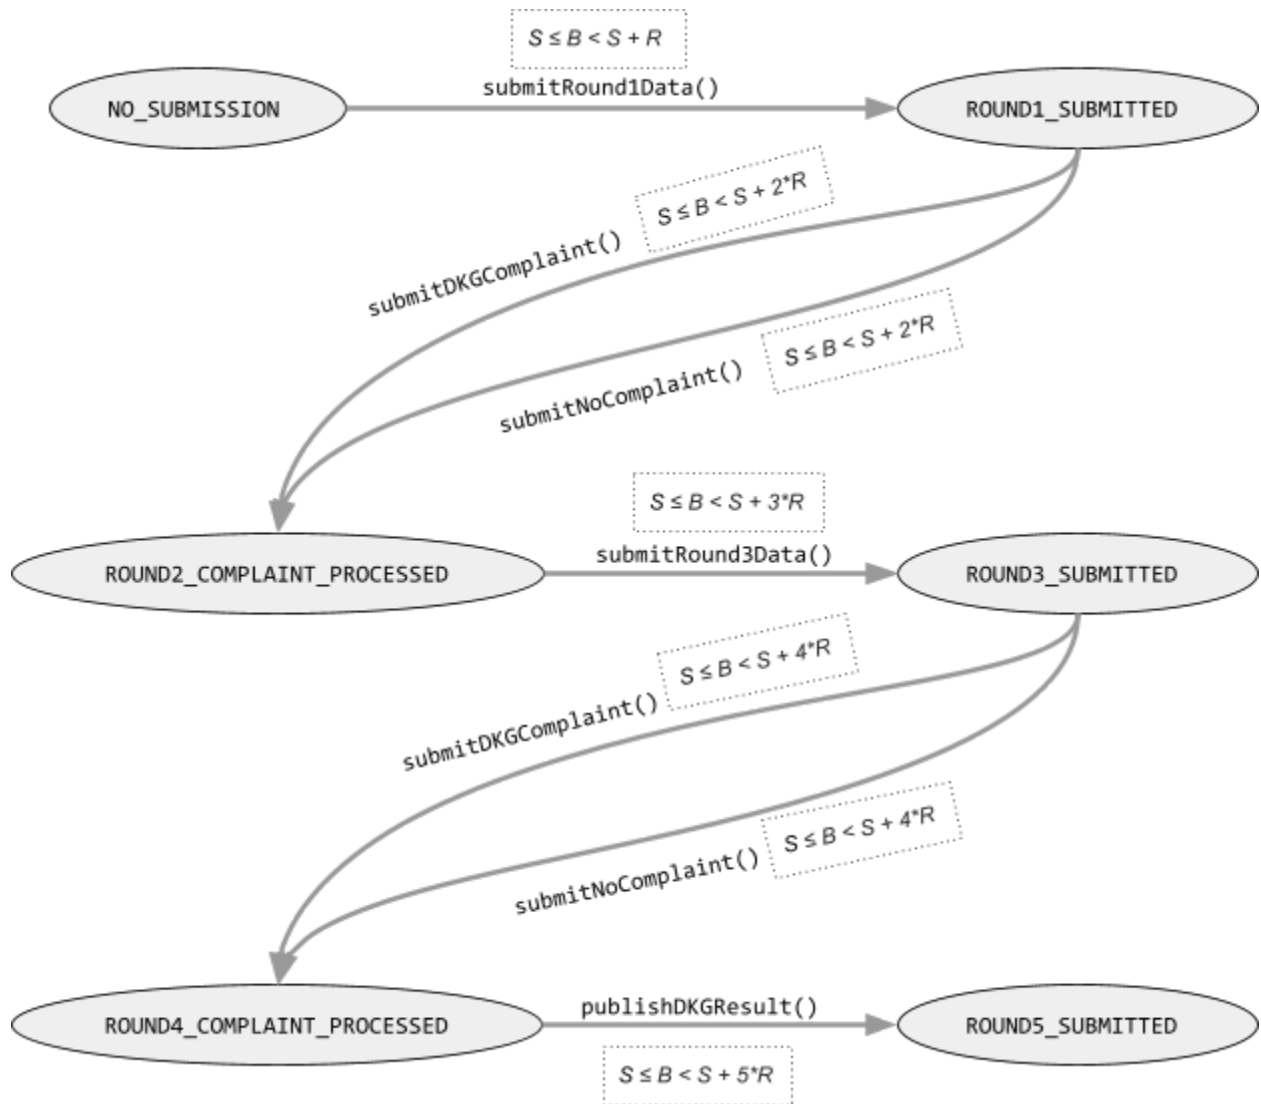 S ≤ B < S + R
submitRound1Data()
NO_SUBMISSION
ROUND1_SUBMITTED
S ≤ B < S + 2*R
submitDKGComplaint()
S ≤ B < S + 2*R
submitNoComplaint()
S ≤ B < S + 3*R
submitRound3Data()
ROUND2_COMPLAINT_PROCESSED
ROUND3_SUBMITTED
S ≤ B < S + 4*R
submitDKGComplaint()
S ≤ B < S + 4*R
submitNoComplaint()
publishDKGResult()
ROUND4_COMPLAINT_PROCESSED
ROUND5_SUBMITTED
S ≤ B < S + 5*R